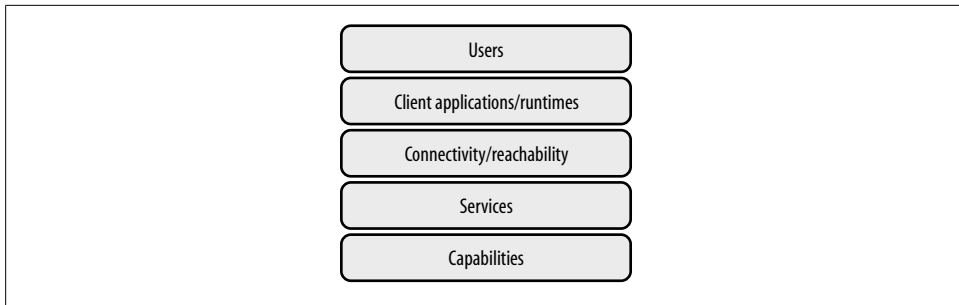 Users
Client applications/runtimes
Connectivity/reachability
Services
Capabilities